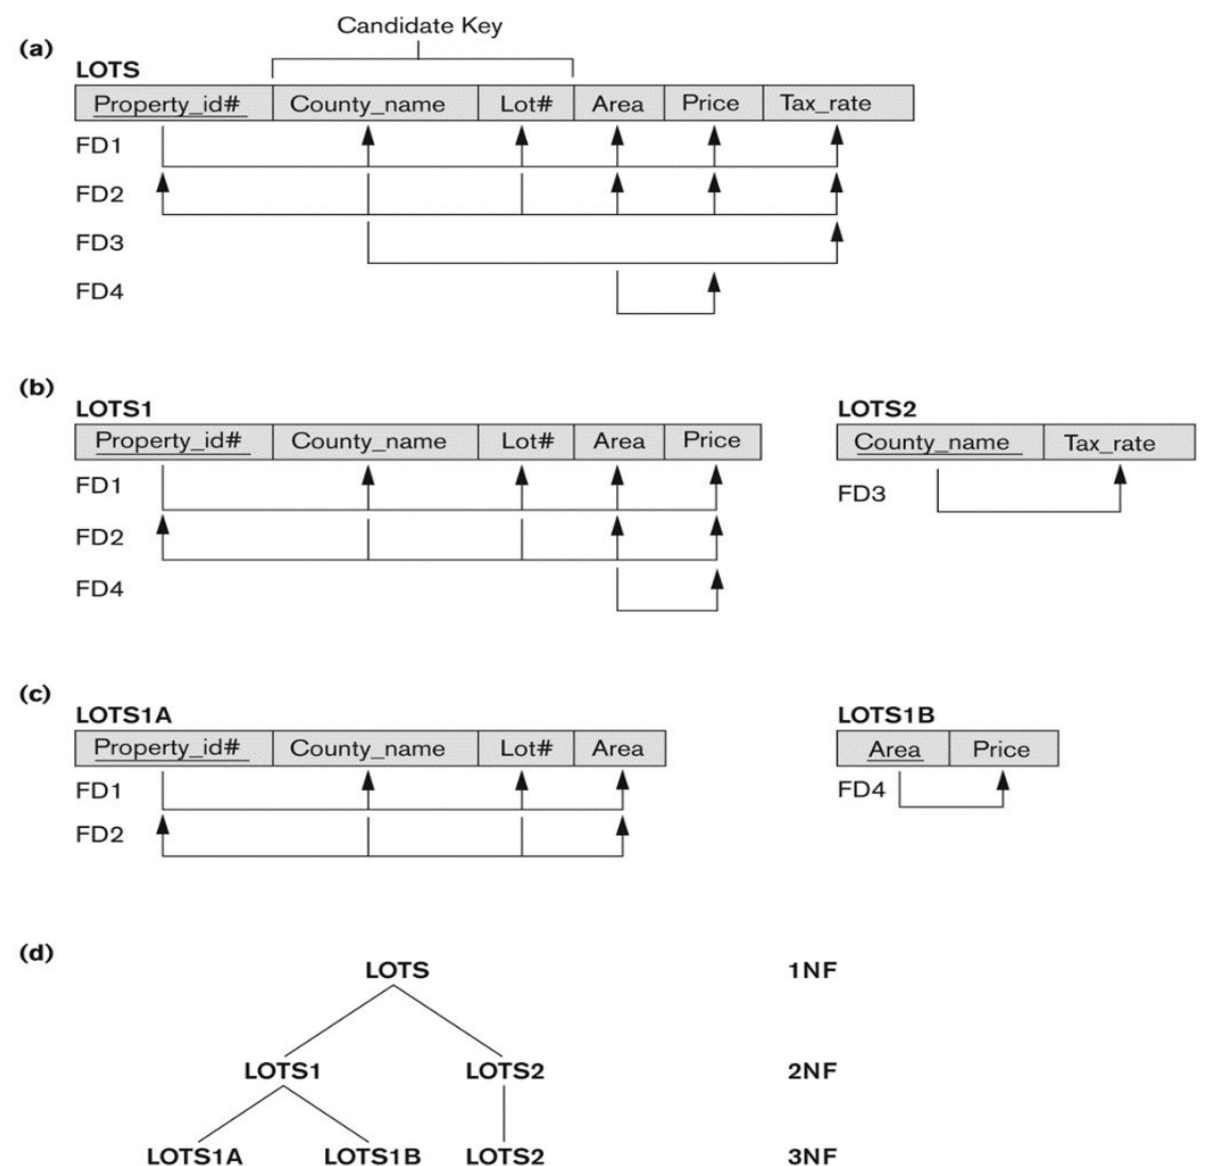 Candidate Key
(a)
LOTS
Property_id# County_name Lot# Area Price Tax_rate
FD1
FD2
FD3
FD4
(b)
LOTS1 LOTS2
Property_id# County_name Lot# Area Price County_name Tax_rate
FD1 FD3
FD2
FD4
(c)
LOTS1A LOTS1B
Property_id# County_name Lot# Area Area Price
FD1 FD4
FD2
(d)
LOTS 1NF
LOTS1 LOTS2 2NF
LOTS1A LOTS1B LOTS2 3NF